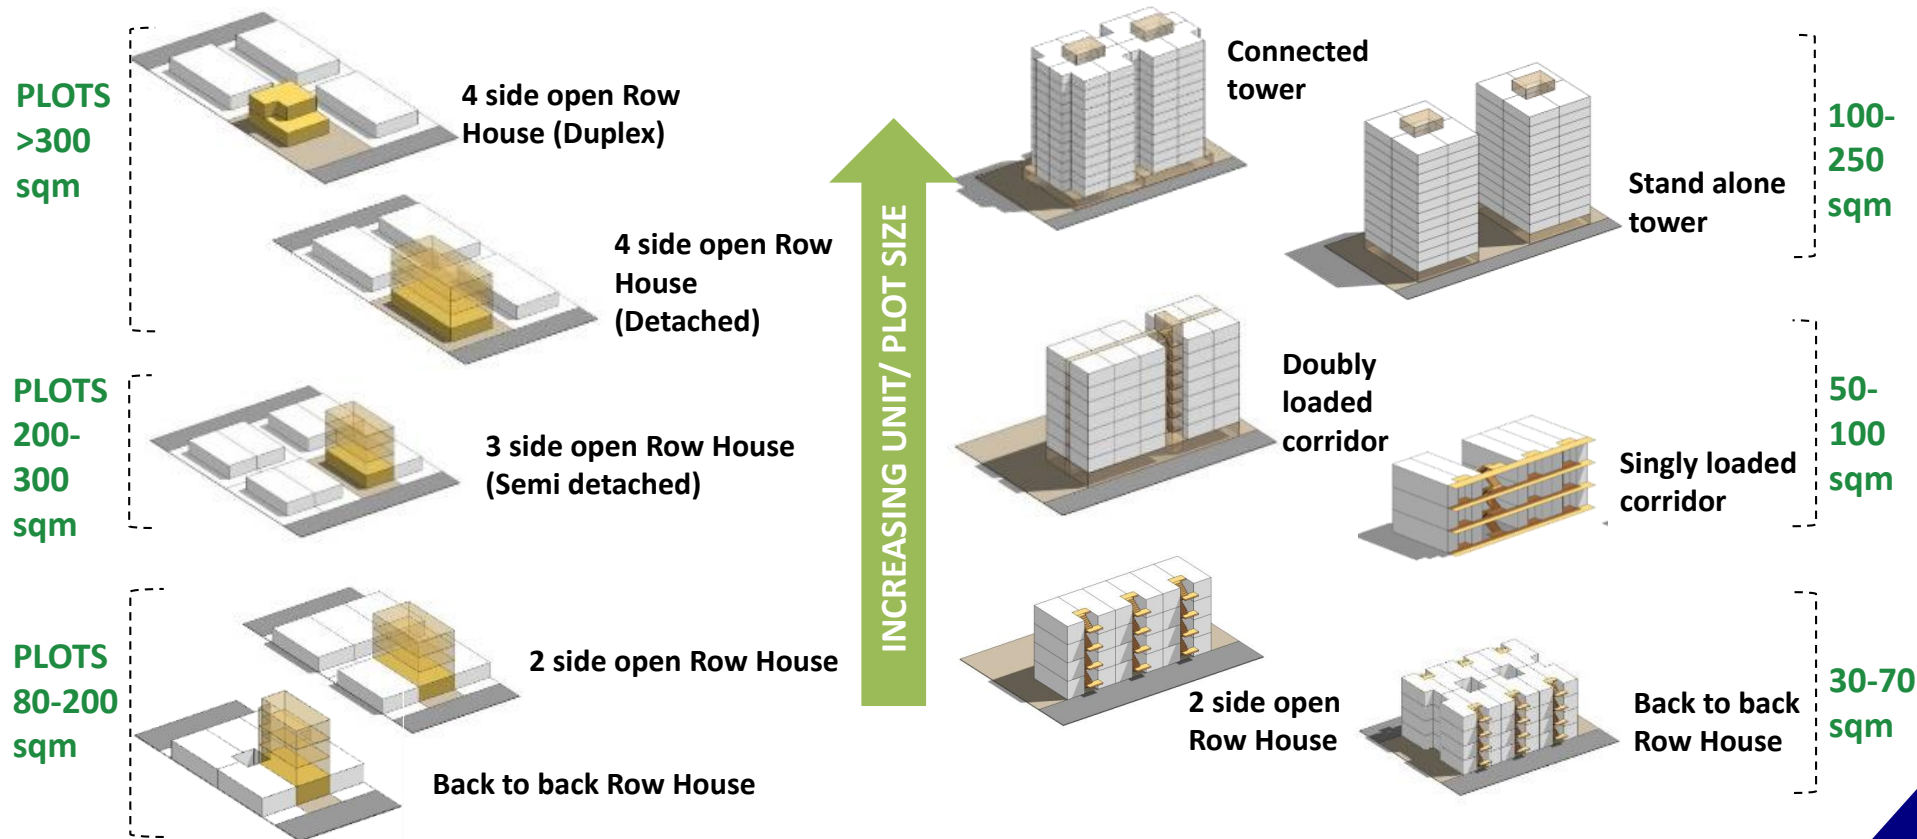 PLOTS
>300
sqm
4 side open Row
House (Duplex)
4 side open Row
House
(Detached)
PLOTS
200-
300
sqm
3 side open Row House
(Semi detached)
PLOTS
80-200
sqm
2 side open Row House
Back to back Row House
INCREASING UNIT/ PLOT SIZE
Connected
tower
Stand alone
tower
100-
250
sqm
Doubly
loaded
corridor
Singly loaded
corridor
50-
100
sqm
2 side open
Row House
Back to back
Row House
30-70
sqm